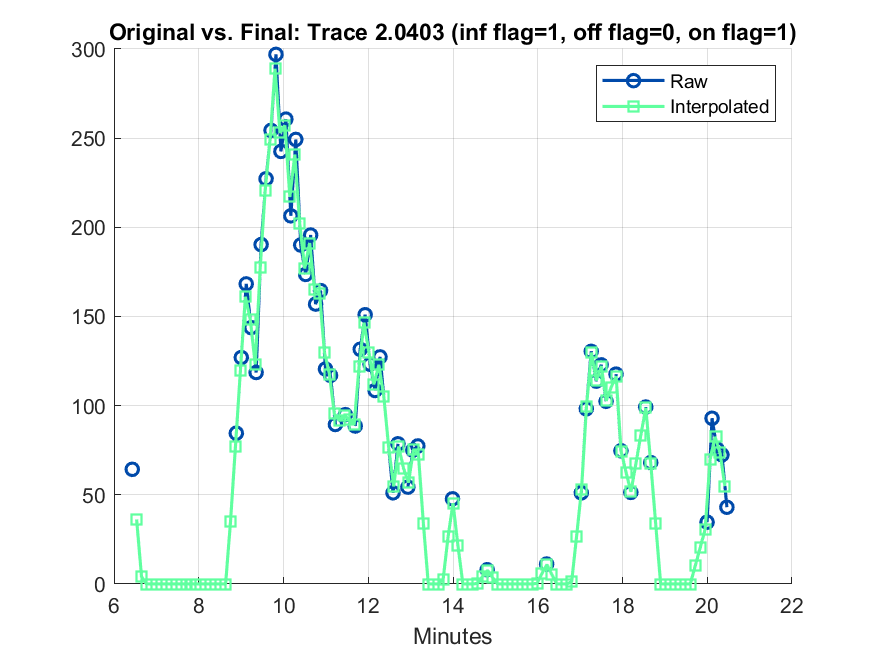 Original vs. Final: Trace 2.0403 (inf flag=1, off flag=0, on flag=1)
300
250
200
150
100
50
0
Raw
Interpolated
6 8 10 12 14 16 18 20 22
Minutes